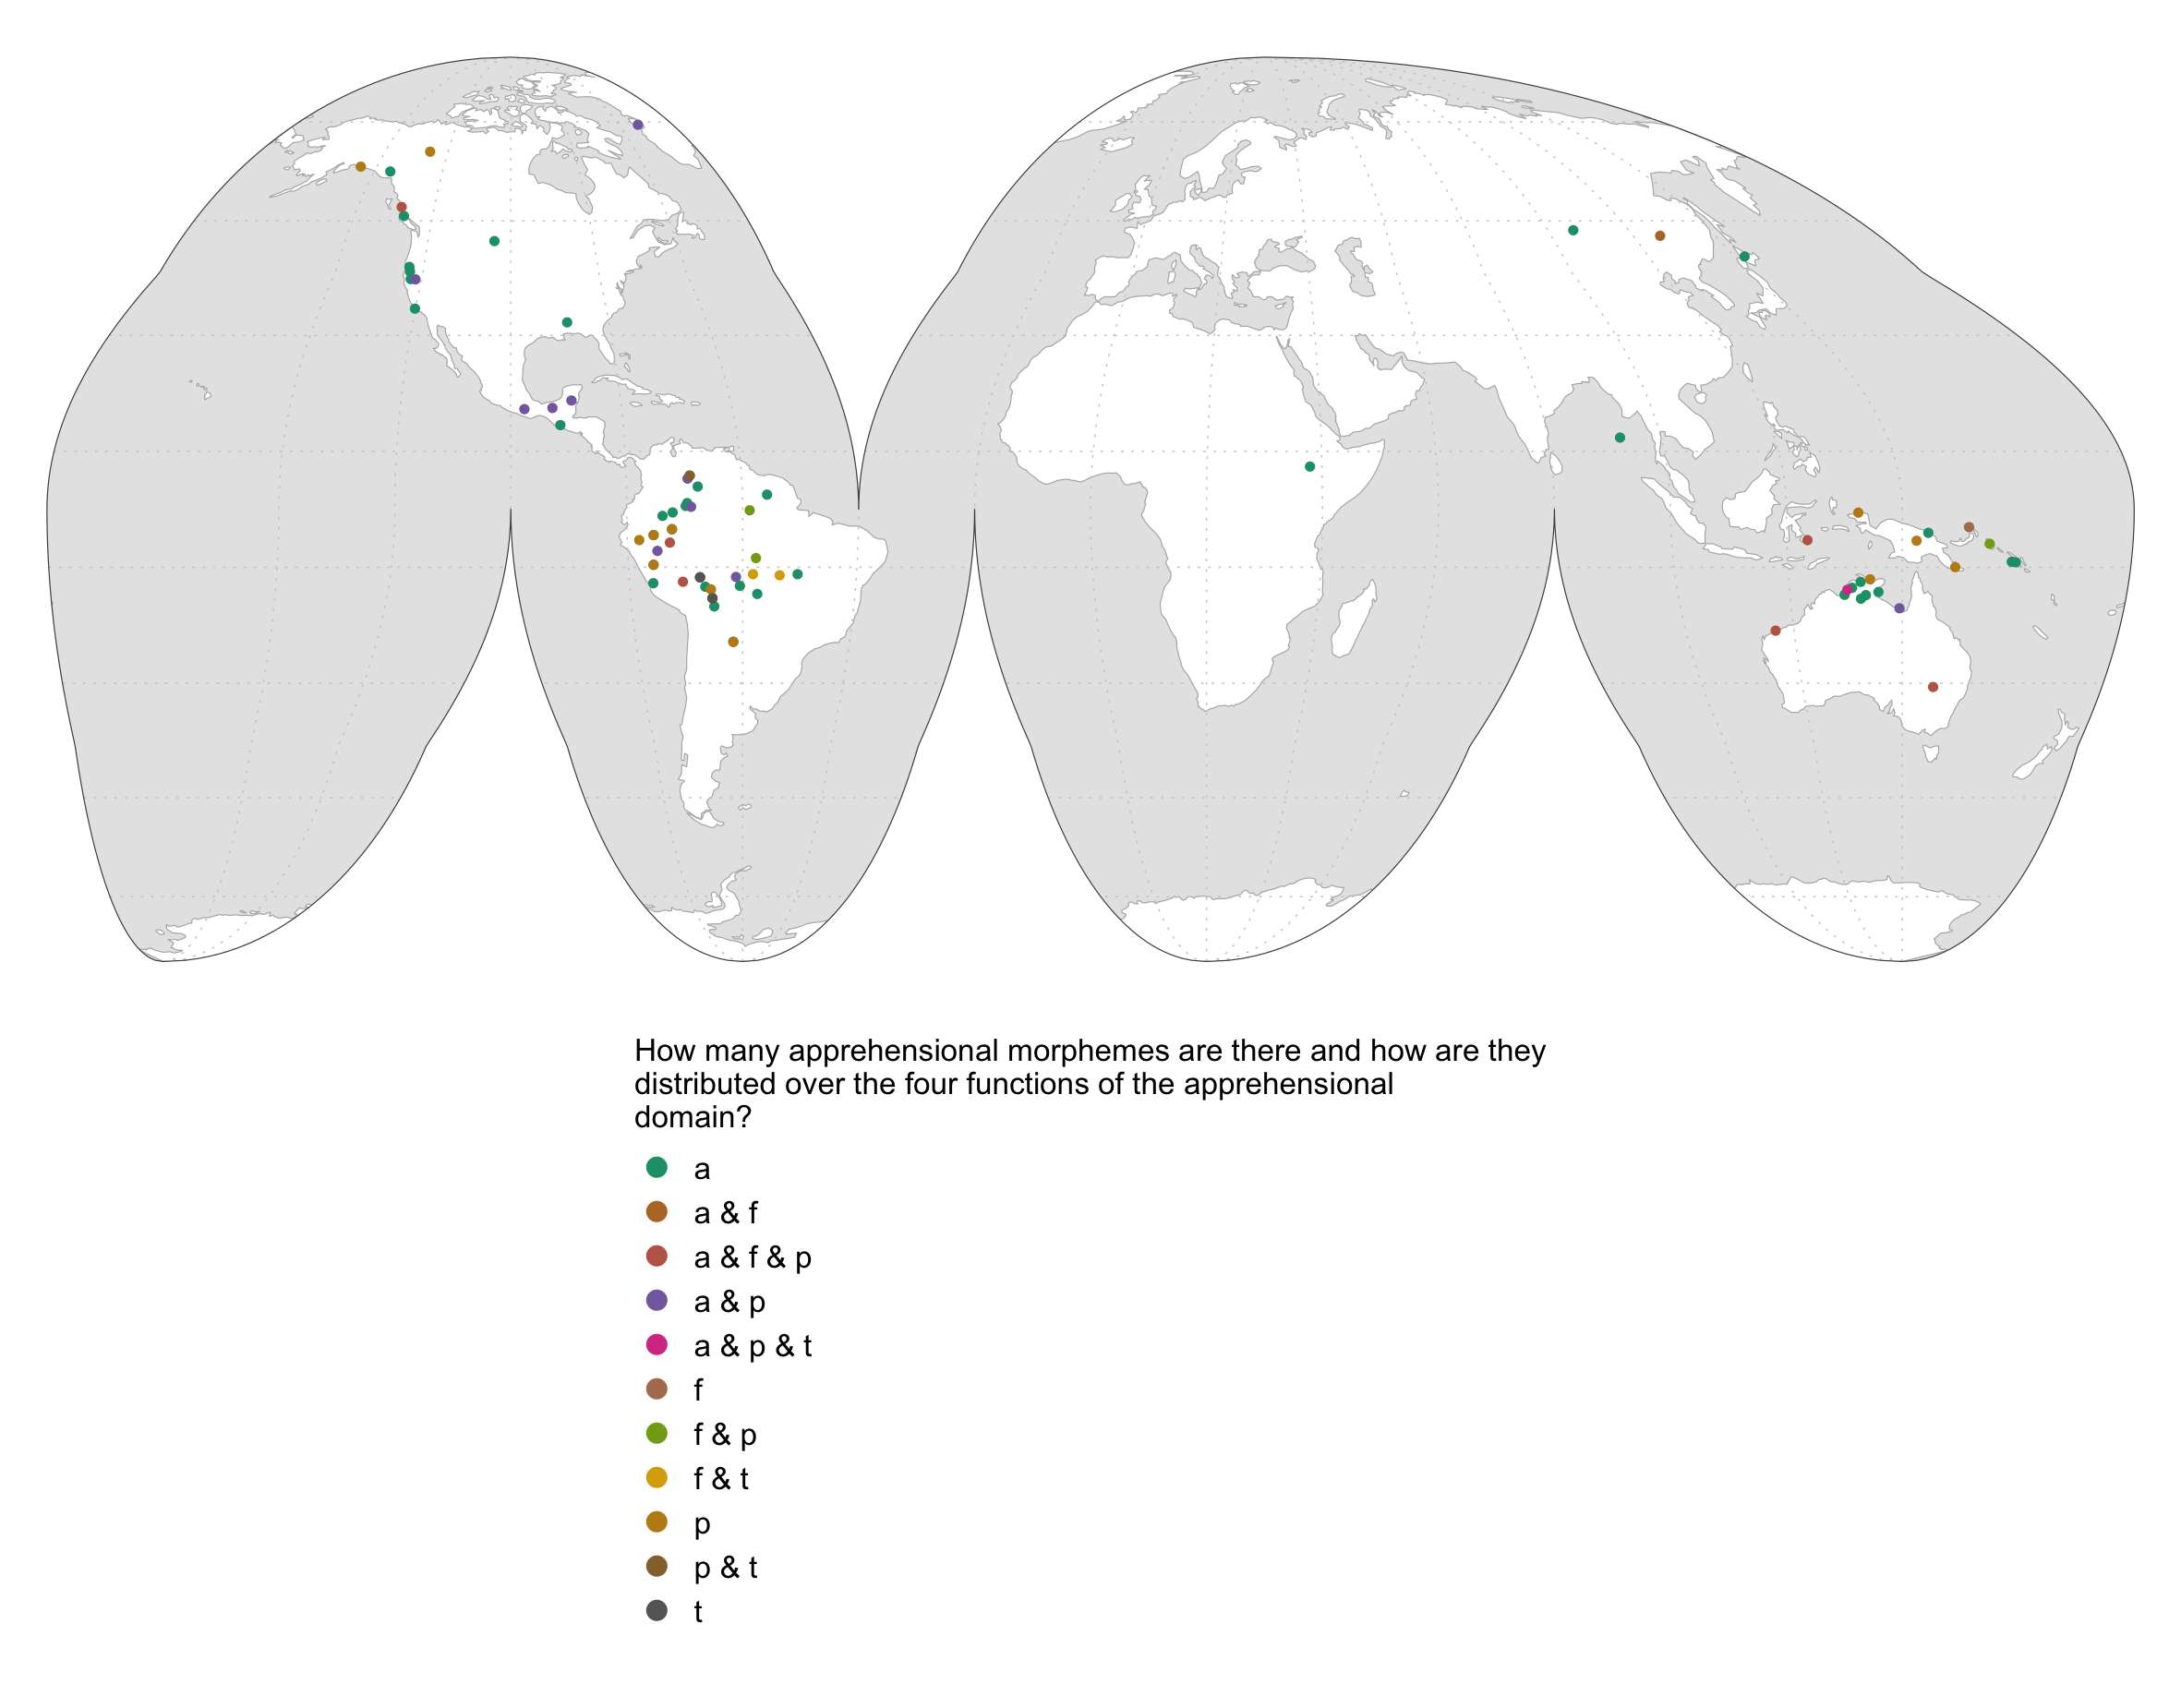 How many apprehensional morphemes are there and how are they
distributed over the four functions of the apprehensional
domain?
a
a & f
a & f & p
a & p
a & p & t
f
f & p
f & t
p
p & t
t